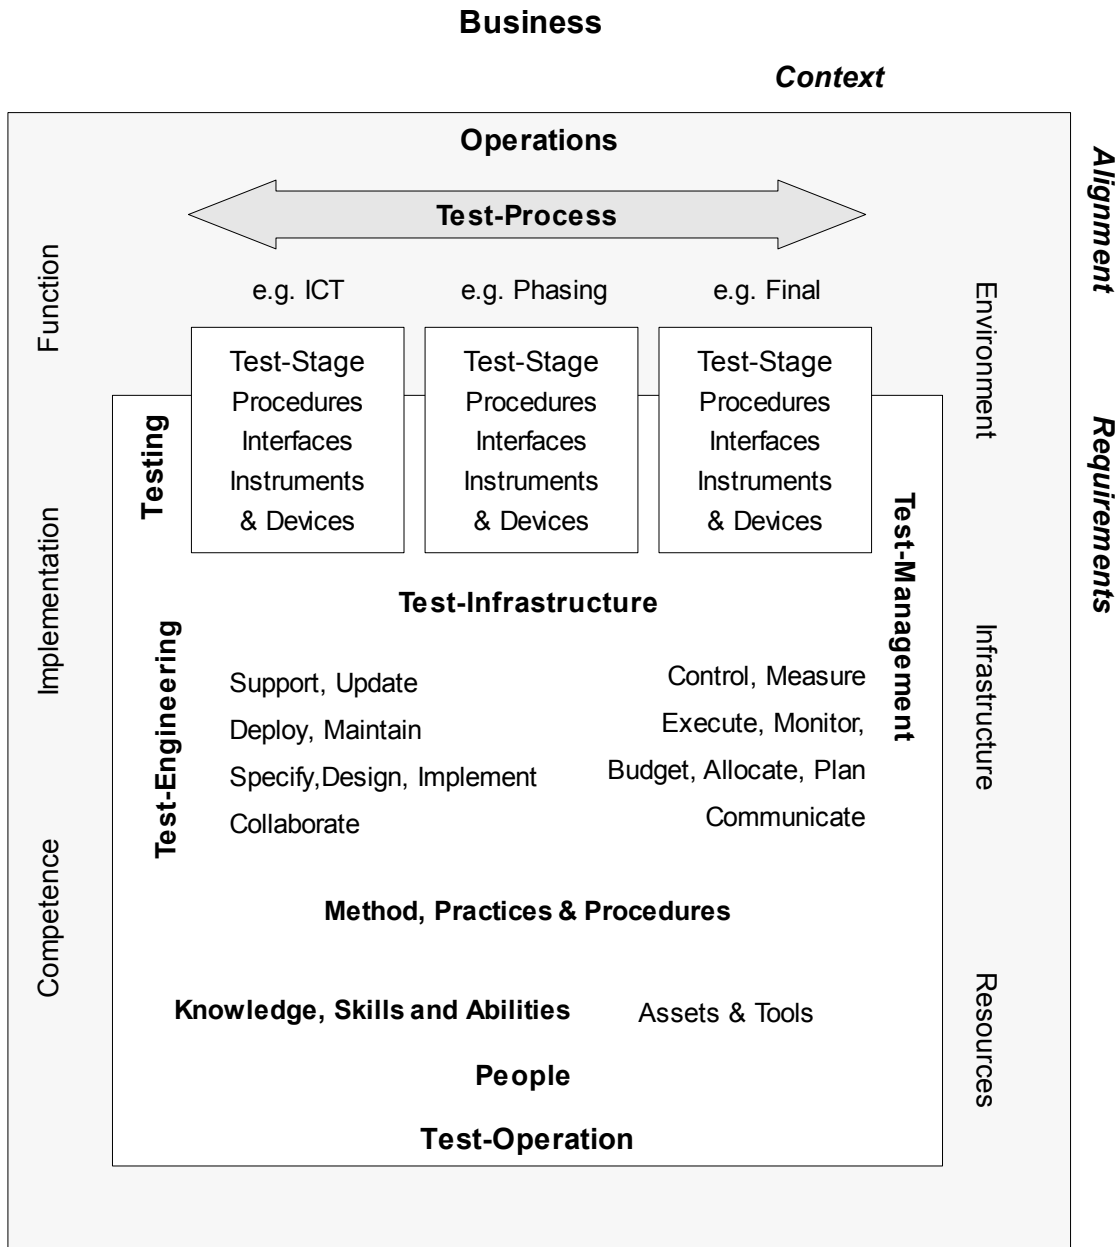 Business
Context
Operations
Alignment
Test-Process
Function
e.g. ICT
e.g. Phasing
e.g. Final
Environment
Test-Stage
Procedures
Interfaces
Instruments
& Devices
Test-Stage
Procedures
Interfaces
Instruments
& Devices
Test-Stage
Procedures
Interfaces
Instruments
& Devices
Testing
Requirements
Test-Management
Implementation
Test-Infrastructure
Infrastructure
Test-Engineering
Support, Update
Deploy, Maintain
Specify,Design, Implement
Collaborate
Control, Measure
Execute, Monitor,
Budget, Allocate, Plan
Communicate
Competence
Method, Practices & Procedures
Resources
Knowledge, Skills and Abilities
Assets & Tools
People
Test-Operation